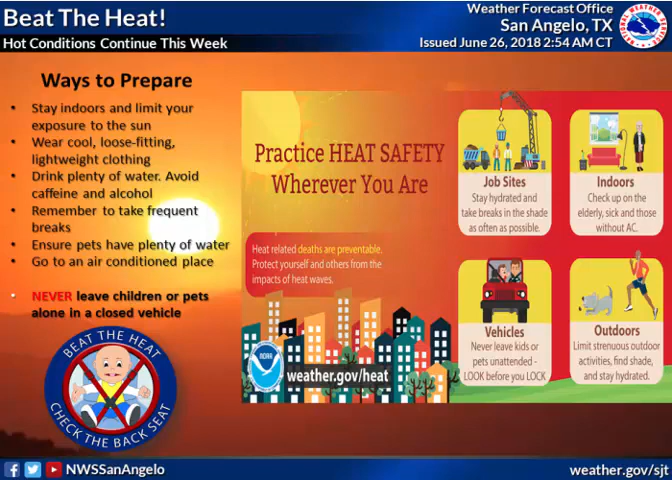 Beat The Heat!
Hot Conditions Continue This Week
Weather Forecast Office
San Angelo, TX
Issued June 26, 2018 2:54 AM CT
Ways to Prepare
• Stay indoors and limit your
exposure to the sun
• Wear cool, loose-fitting,
lightweight clothing
• Drink plenty of water. Avoid
caffeine and alcohol
• Remember to take frequent
breaks
• Ensure pets have plenty of water
• Go to an air conditioned place
• NEVER leave children or pets
alone in a closed vehicle
BEAT THE HEAT
CHECK THE BACK SEAT
Practice HEAT SAFETY
Wherever You Are
Heat related deaths are preventable.
Protect yourself and others from the
impacts of heat waves.
NOAA
weather.gov/heat
Job Sites
Stay hydrated and
take breaks in the shade
as often as possible.
Indoors
Check up on the
elderly, sick and those
without AC.
Vehicles
Never leave kids or
pets unattended -
LOOK before you LOCK
Outdoors
Limit strenuous outdoor
activities, find shade,
and stay hydrated.
NWSSanAngelo
weather.gov/sjt